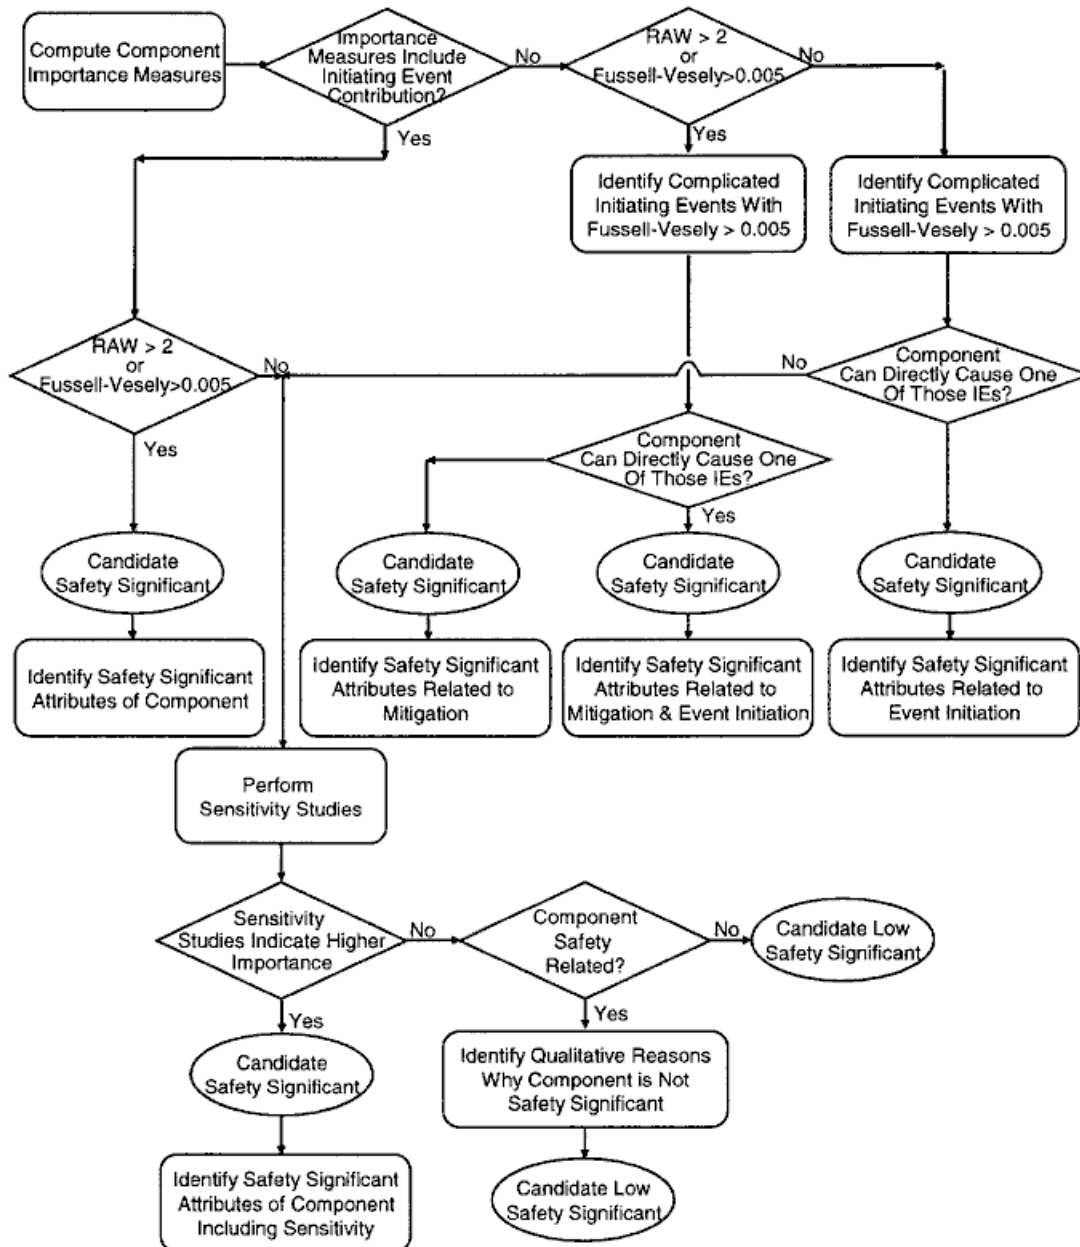 Compute Component
Importance Measures
Importance
Measures Include
Initiating Event
Contribution?
No
RAW > 2
or
Fussell-Vesely>0.005
No
Yes
Yes
Identify Complicated
Initiating Events With
Fussell-Vesely > 0.005
Identify Complicated
Initiating Events With
Fussell-Vesely > 0.005
RAW > 2
or
Fussell-Vesely>0.005
No
No
Component
Can Directly Cause One
Of Those IEs?
Yes
Component
Can Directly Cause One
Of Those IEs?
Yes
Candidate
Safety Significant
Candidate
Safety Significant
Candidate
Safety Significant
Candidate
Safety Significant
Identify Safety Significant
Attributes of Component
Identify Safety Significant
Attributes Related to
Mitigation
Identify Safety Significant
Attributes Related to
Mitigation & Event Initiation
Identify Safety Significant
Attributes Related to
Event Initiation
Perform
Sensitivity Studies
Sensitivity
Studies Indicate Higher
Importance
No
Component
Safety
Related?
No
Candidate Low
Safety Significant
Yes
Yes
Candidate
Safety Significant
Identify Qualitative Reasons
Why Component is Not
Safety Significant
Identify Safety Significant
Attributes of Component
Including Sensitivity
Candidate Low
Safety Significant